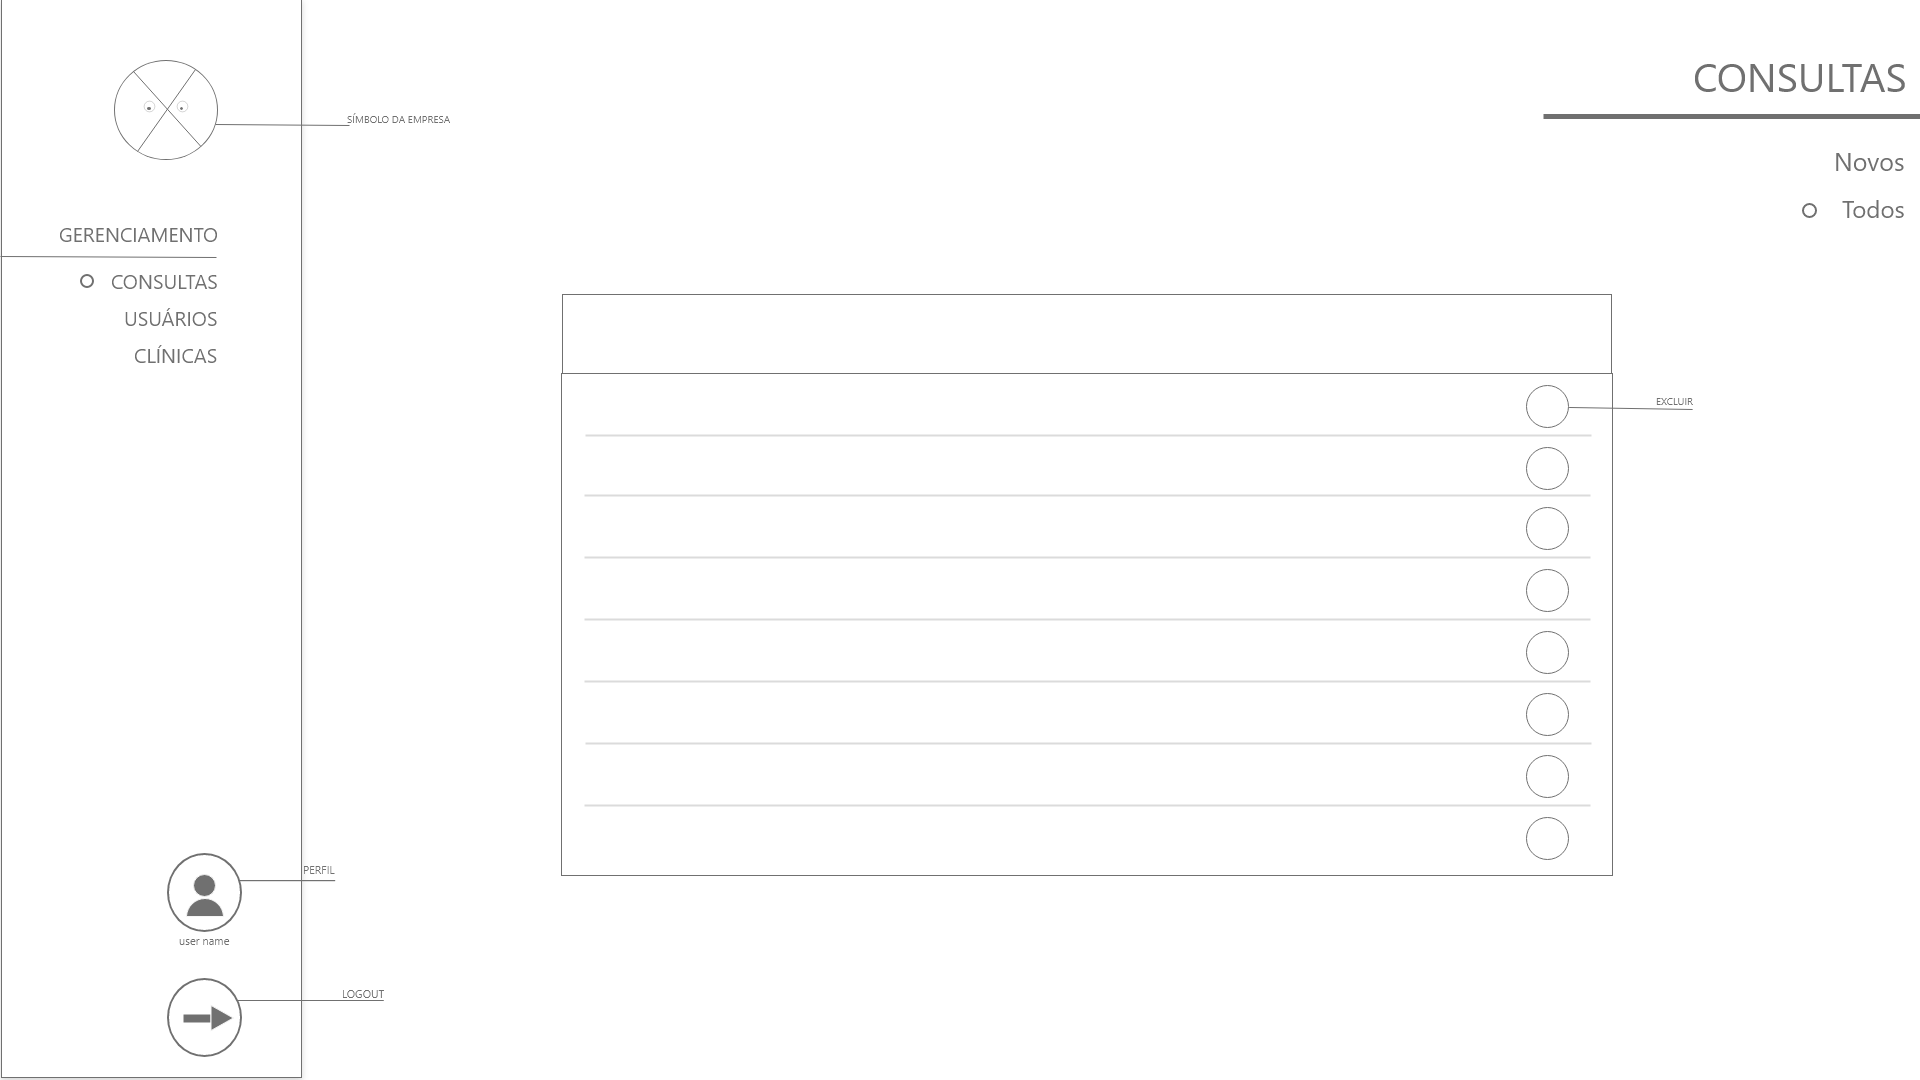 SÍMBOLO DA EMPRESA
GERENCIAMENTO
CONSULTAS
USUÁRIOS
CLÍNICAS
PERFIL
user name
LOGOUT
CONSULTAS
Novos
Todos
EXCLUIR